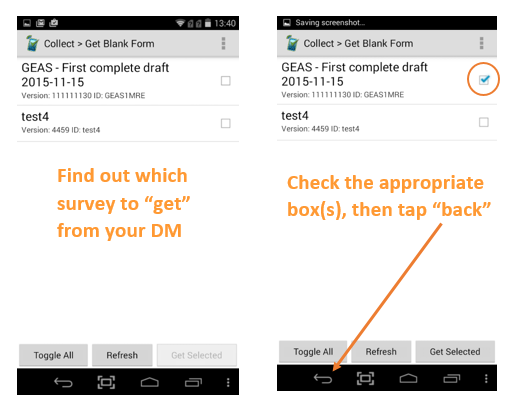 13:40
Collect > Get Blank Form
GEAS - First complete draft
2015-11-15
Version: 111111130 ID: GEAS1MRE
test4
Version: 4459 ID: test4
Find out which
survey to “get”
from your DM
Toggle All
Refresh
Get Selected
Saving screenshot...
Collect > Get Blank Form
GEAS - First complete draft
2015-11-15
Version: 111111130 ID: GEAS1MRE
test4
Version: 4459 ID: test4
Check the appropriate
box(s), then tap “back”
Toggle All
Refresh
Get Selected